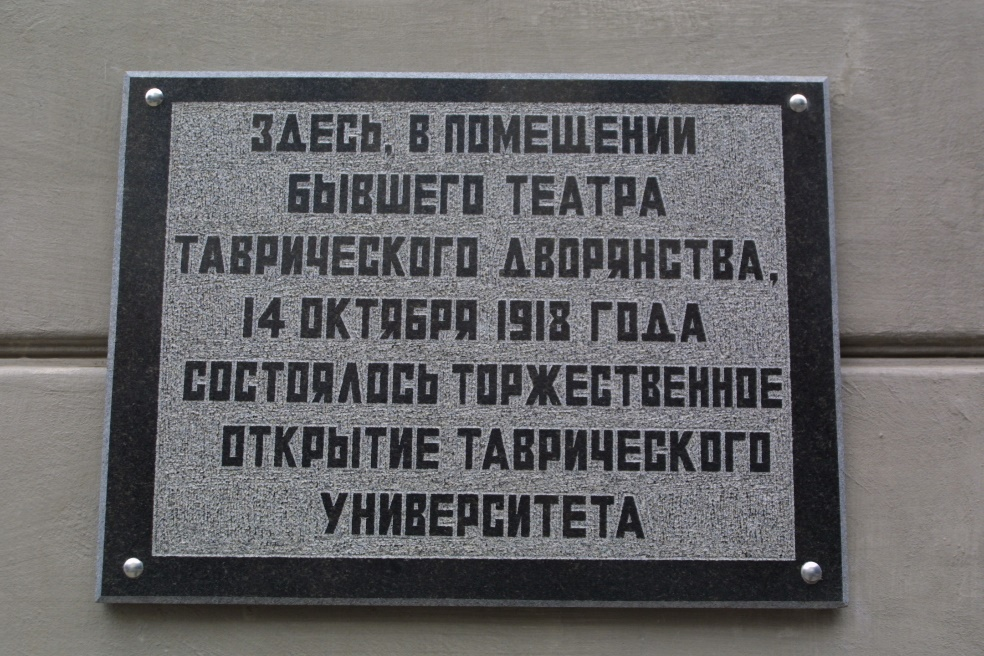 ЗДЕСЬ, В ПОМЕЩЕНИИ
БЫВШЕГО ТЕАТРА
ТАВРИЧЕСКОГО ДВОРЯНСТВА,
14 ОКТЯБРЯ 1918 ГОДА
СОСТОЯЛОСЬ ТОРЖЕСТВЕННОЕ
ОТКРЫТИЕ ТАВРИЧЕСКОГО
УНИВЕРСИТЕТА